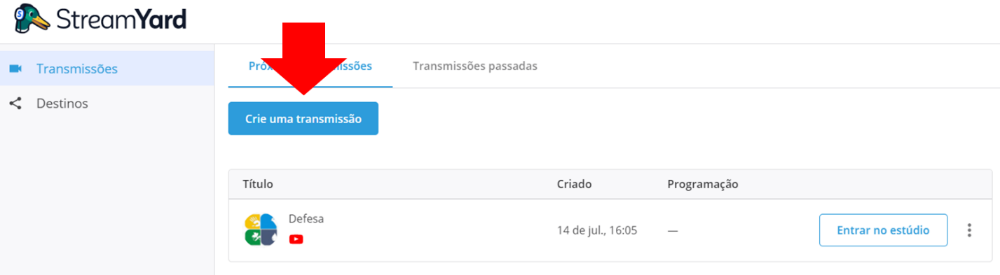 StreamYard
Transmissões
Destinos
Próx issões
Transmissões passadas
Crie uma transmissão
Título
Criado
Programação
Defesa
14 de jul., 16:05
—
Entrar no estúdio